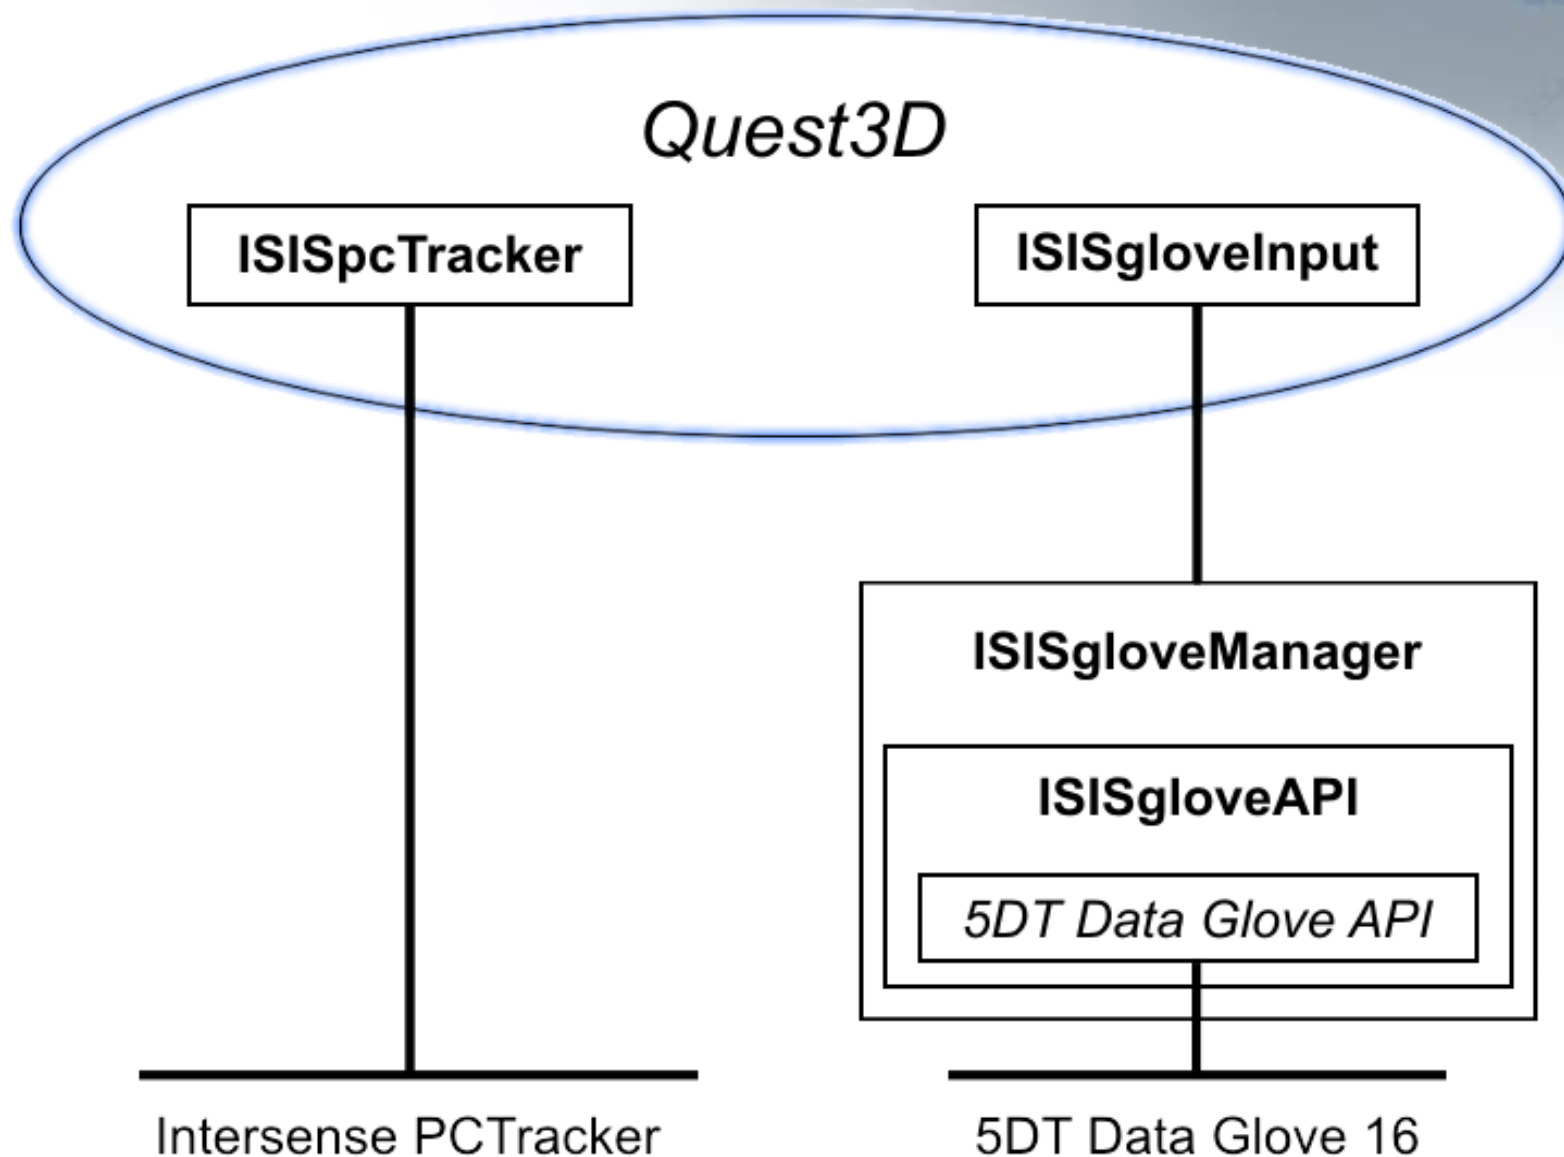 Quest3D
ISISpcTracker
ISISgloveInput
ISISgloveManager
ISISgloveAPI
5DT Data Glove API
Intersense PCTracker
5DT Data Glove 16